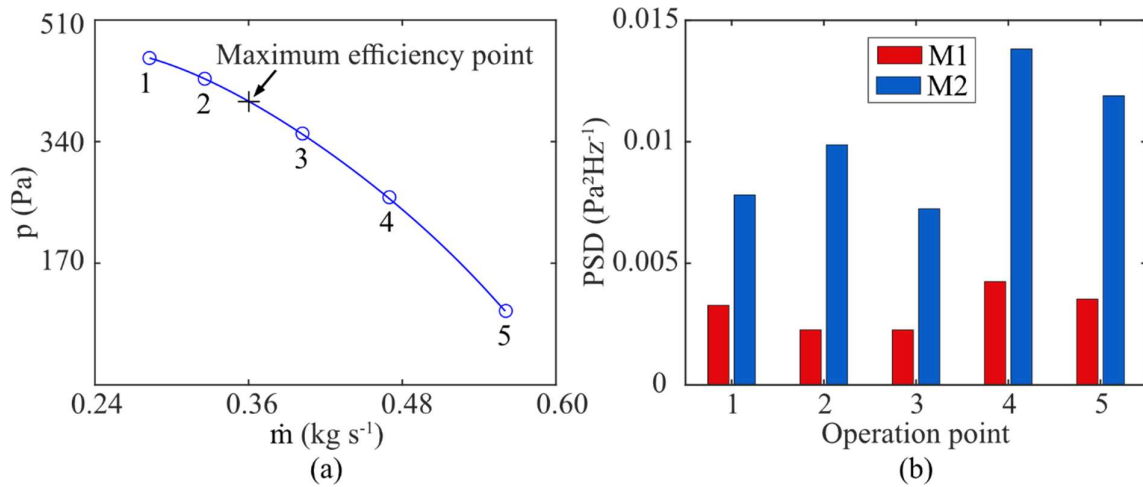 510
340
170
p (Pa)
Maximum efficiency point
1
2
3
4
5
0.24 0.36 0.48 0.60
ṁ (kg s⁻¹)
(a)
0.015
0.01
0.005
0
PSD (Pa²Hz⁻¹)
M1
M2
1 2 3 4 5
Operation point
(b)